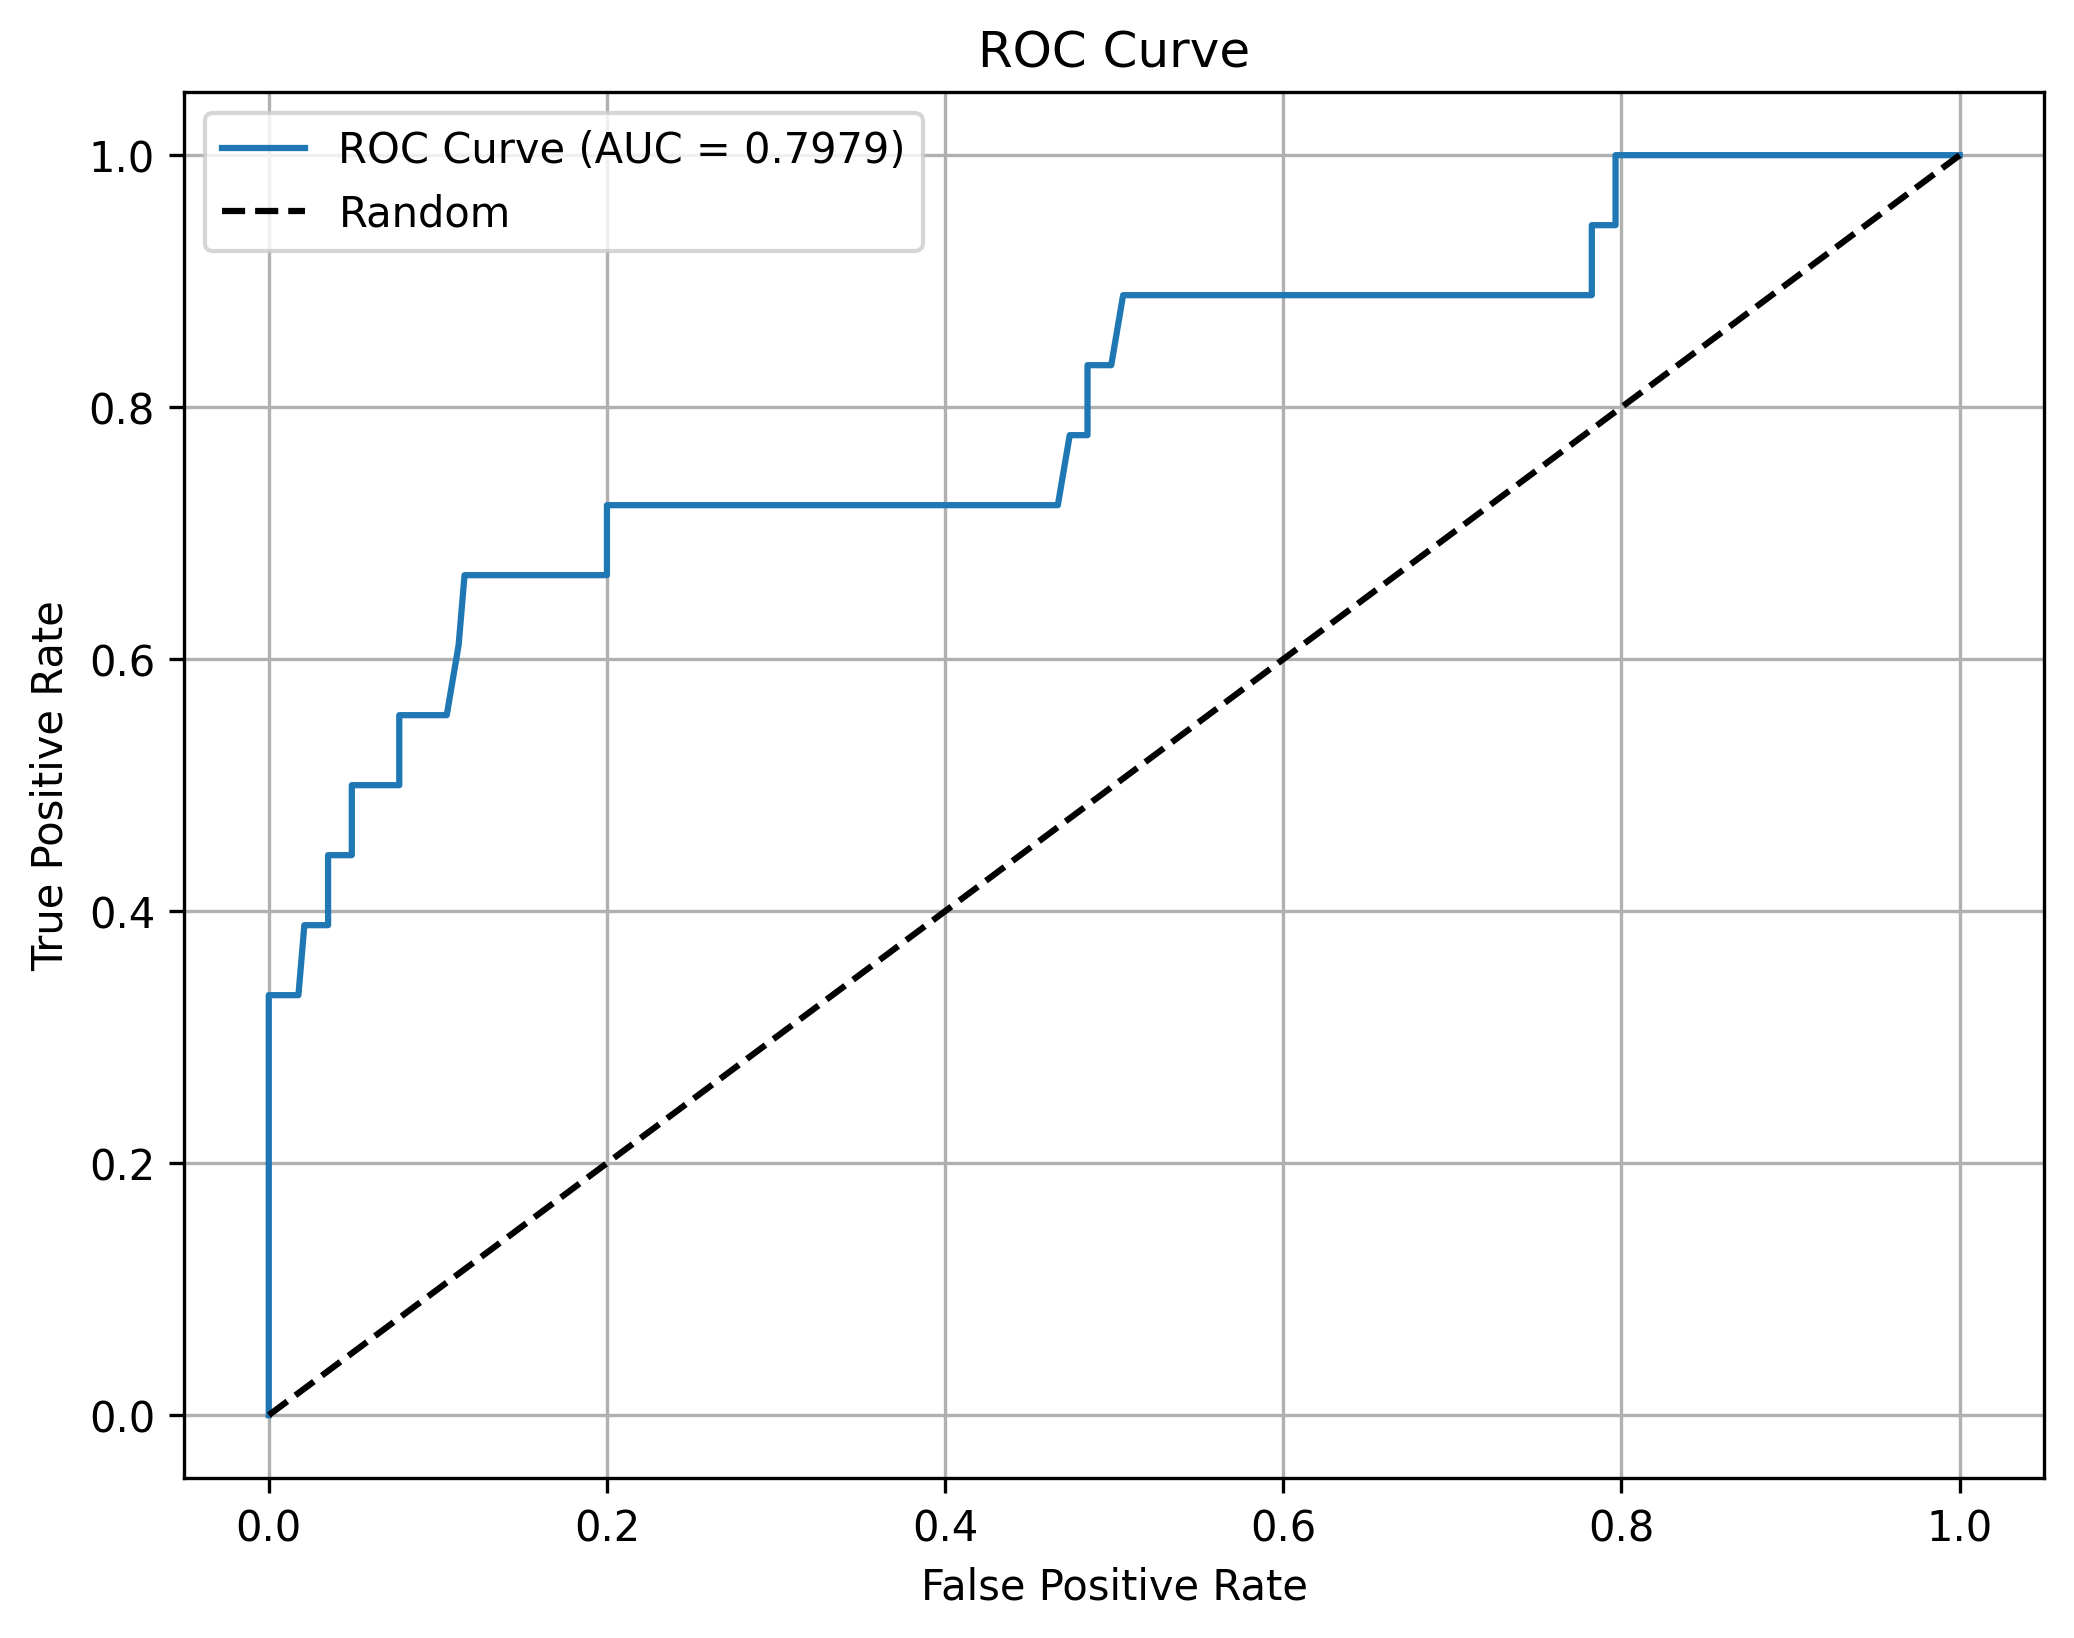 ROC Curve
ROC Curve (AUC = 0.7979)
Random
1.0
0.8
0.6
0.4
0.2
0.0
True Positive Rate
0.0 0.2 0.4 0.6 0.8 1.0
False Positive Rate